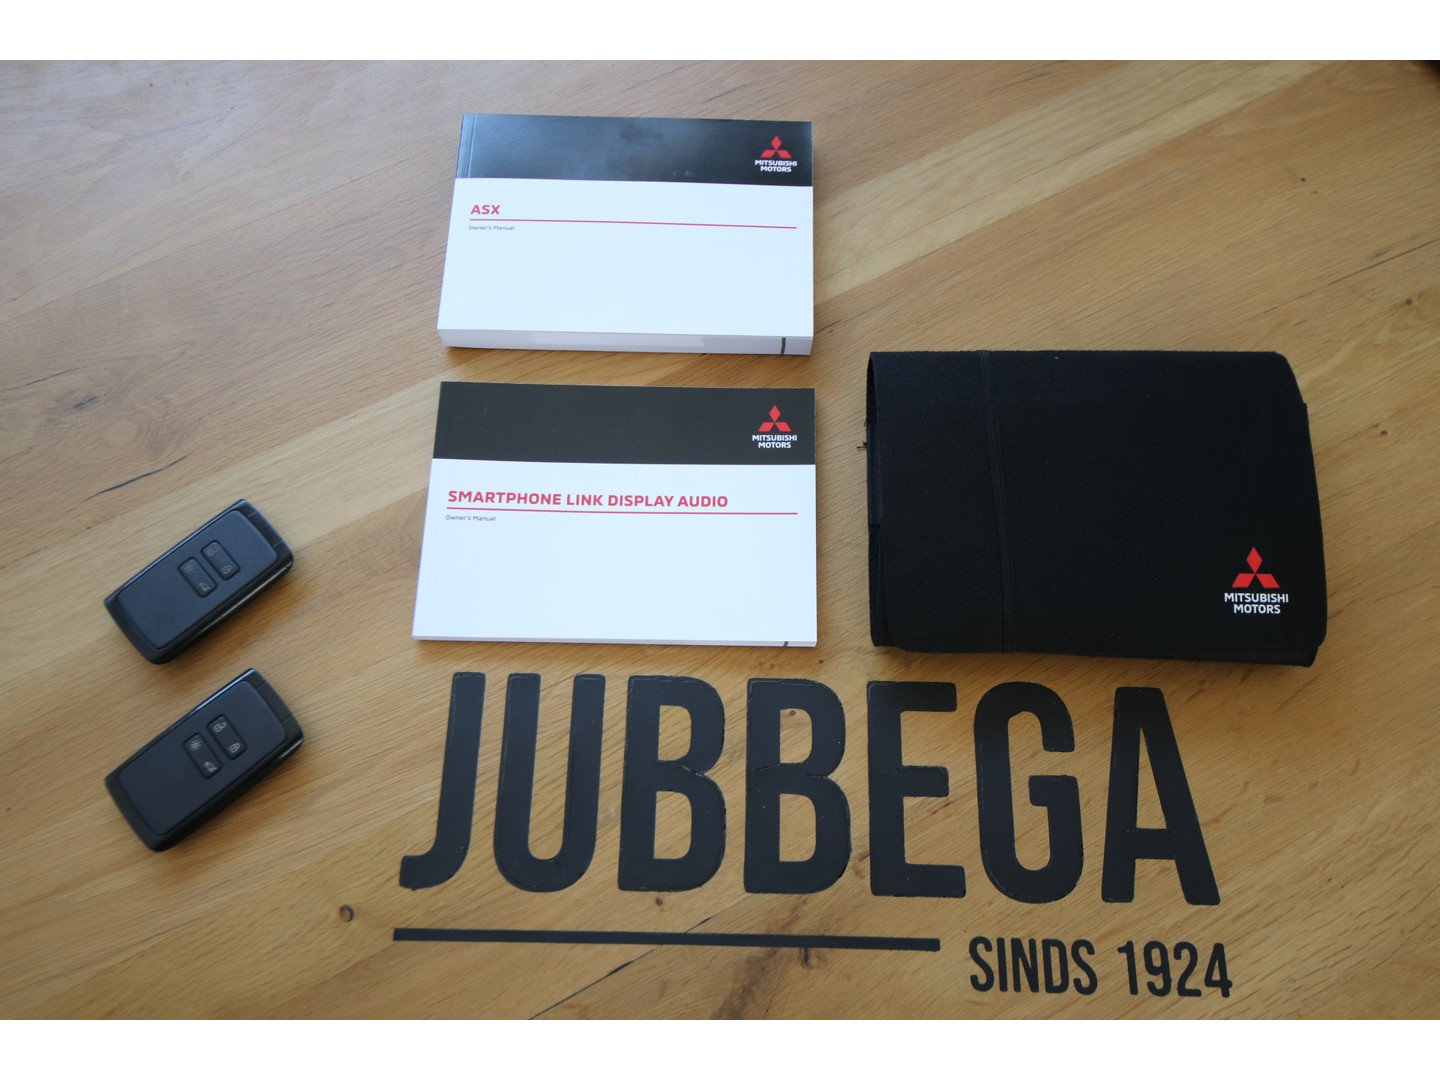 MITSUBISHI
MOTORS
ASX
Owner's Manual
MITSUBISHI
MOTORS
SMARTPHONE LINK DISPLAY AUDIO
Owner's Manual
MITSUBISHI
MOTORS
JUBBEGA
SINDS 1924